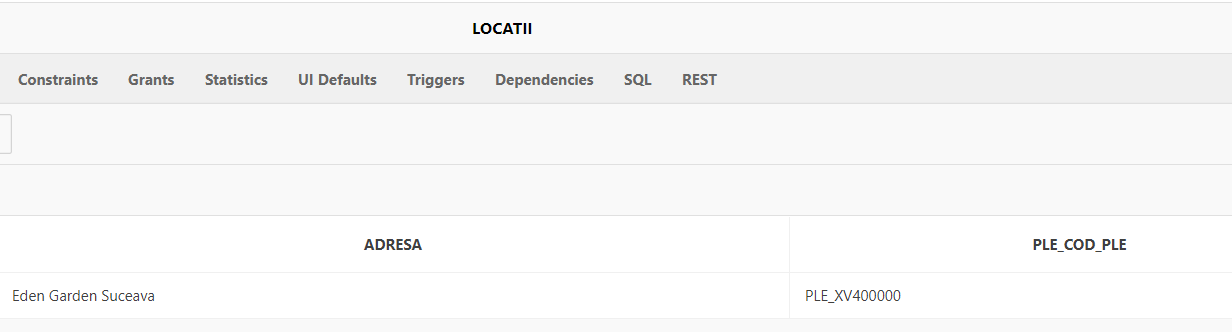 LOCATII
Constraints Grants Statistics UI Defaults Triggers Dependencies SQL REST
ADRESA PLE_COD_PLE
Eden Garden Suceava PLE_XV400000